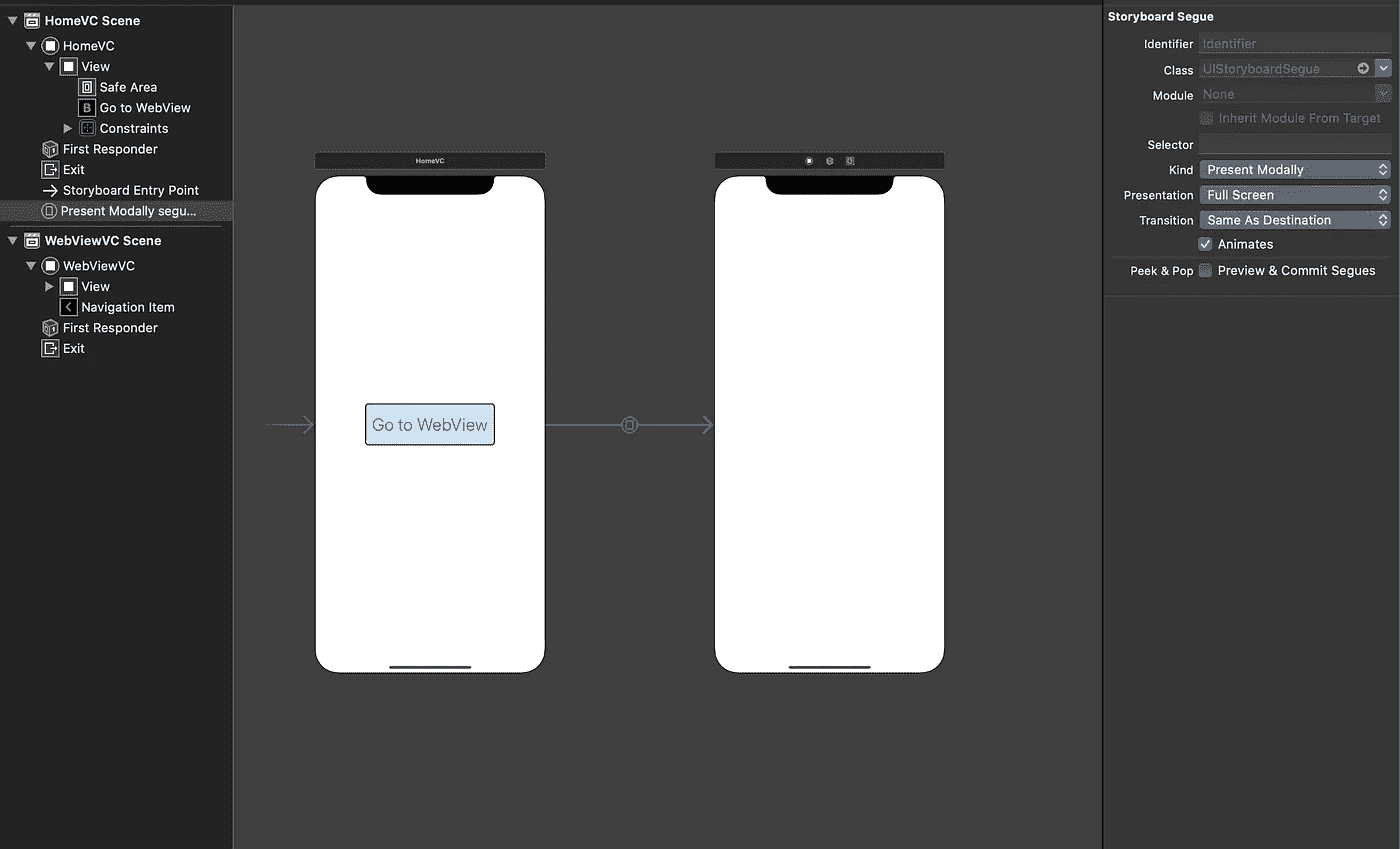 HomeVC Scene
HomeVC
View
Safe Area
B Go to WebView
Constraints
First Responder
Exit
Storyboard Entry Point
Present Modally segu...
WebViewVC Scene
WebViewVC
View
Navigation Item
First Responder
Exit
HomeVC
Go to WebView
Storyboard Segue
Identifier Identifier
Class UIStoryboardSegue
Module None
Inherit Module From Target
Selector
Kind Present Modally
Presentation Full Screen
Transition Same As Destination
Animates
Peek & Pop Preview & Commit Segues